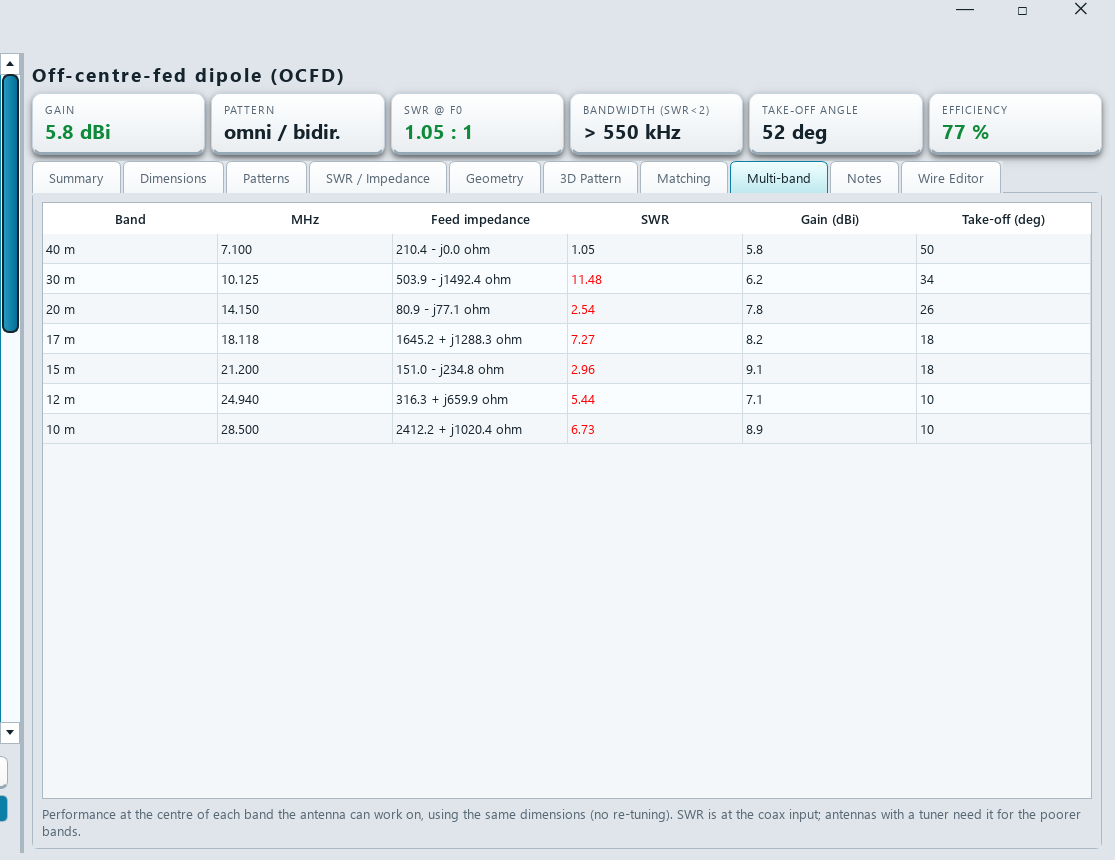 Off-centre-fed dipole (OCFD)
GAIN PATTERN SWR @ F0 BANDWIDTH (SWR<2) TAKE-OFF ANGLE EFFICIENCY
5.8 dBi omni / bidir. 1.05 : 1 > 550 kHz 52 deg 77 %
Summary Dimensions Patterns SWR / Impedance Geometry 3D Pattern Matching Multi-band Notes Wire Editor
Band MHz Feed impedance SWR Gain (dBi) Take-off (deg)
40 m 7.100 210.4 - j0.0 ohm 1.05 5.8 50
30 m 10.125 503.9 - j1492.4 ohm 11.48 6.2 34
20 m 14.150 80.9 - j77.1 ohm 2.54 7.8 26
17 m 18.118 1645.2 + j1288.3 ohm 7.27 8.2 18
15 m 21.200 151.0 - j234.8 ohm 2.96 9.1 18
12 m 24.940 316.3 + j659.9 ohm 5.44 7.1 10
10 m 28.500 2412.2 + j1020.4 ohm 6.73 8.9 10
Performance at the centre of each band the antenna can work on, using the same dimensions (no re-tuning). SWR is at the coax input; antennas with a tuner need it for the poorer
bands.